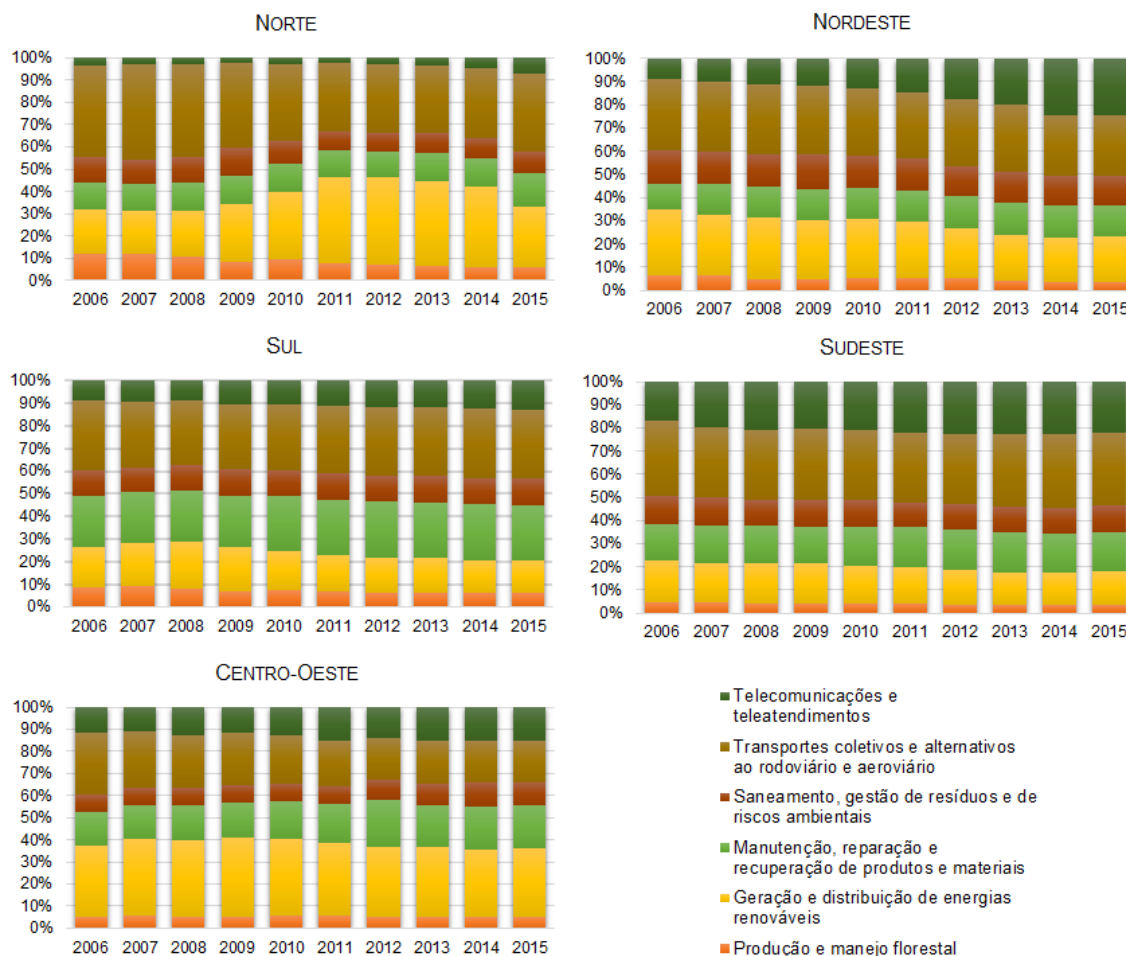 NORTE
100%
90%
80%
70%
60%
50%
40%
30%
20%
10%
0%
2006 2007 2008 2009 2010 2011 2012 2013 2014 2015
NORDESTE
100%
90%
80%
70%
60%
50%
40%
30%
20%
10%
0%
2006 2007 2008 2009 2010 2011 2012 2013 2014 2015
SUL
100%
90%
80%
70%
60%
50%
40%
30%
20%
10%
0%
2006 2007 2008 2009 2010 2011 2012 2013 2014 2015
SUDESTE
100%
90%
80%
70%
60%
50%
40%
30%
20%
10%
0%
2006 2007 2008 2009 2010 2011 2012 2013 2014 2015
CENTRO-OESTE
100%
90%
80%
70%
60%
50%
40%
30%
20%
10%
0%
2006 2007 2008 2009 2010 2011 2012 2013 2014 2015
Telecomunicações e
teleatendimentos
Transportes coletivos e alternativos
ao rodoviário e aeroviário
Saneamento, gestão de resíduos e de
riscos ambientais
Manutenção, reparação e
recuperação de produtos e materiais
Geração e distribuição de energias
renováveis
Produção e manejo florestal